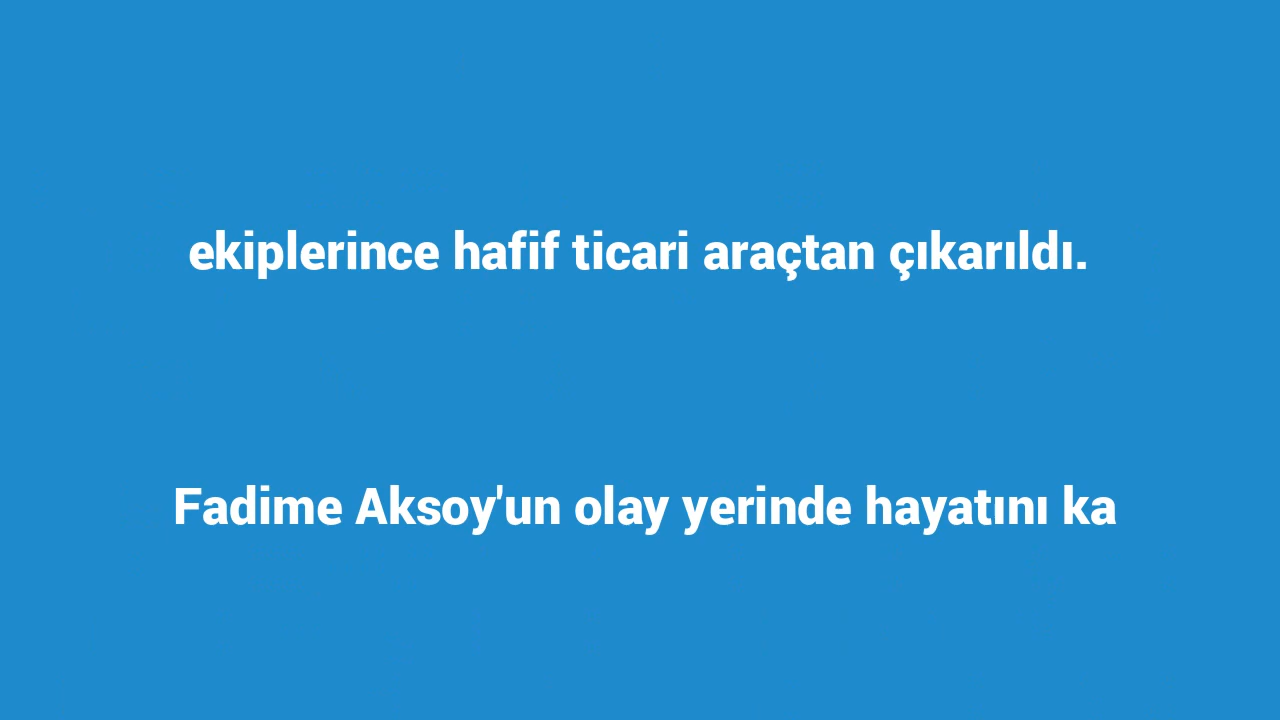 ekiplerince hafif ticari araçtan çıkarıldı.
Fadime Aksoy'un olay yerinde hayatını ka